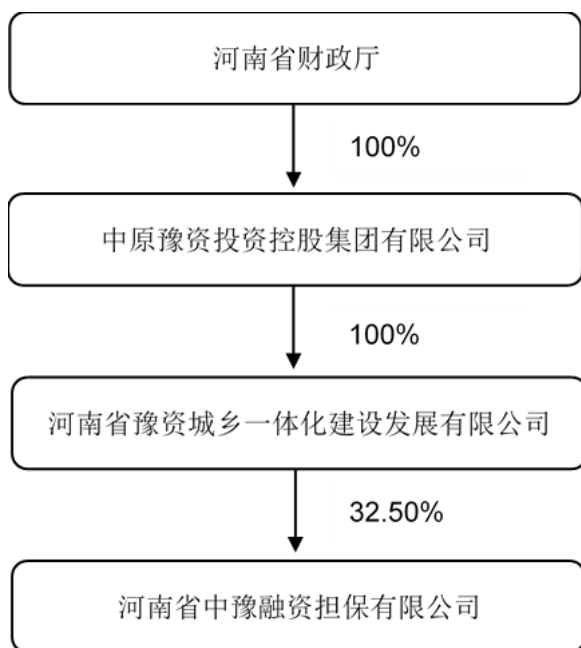 河南省财政厅
100%
中原豫资投资控股集团有限公司
100%
河南省豫资城乡一体化建设发展有限公司
32.50%
河南省中豫融资担保有限公司